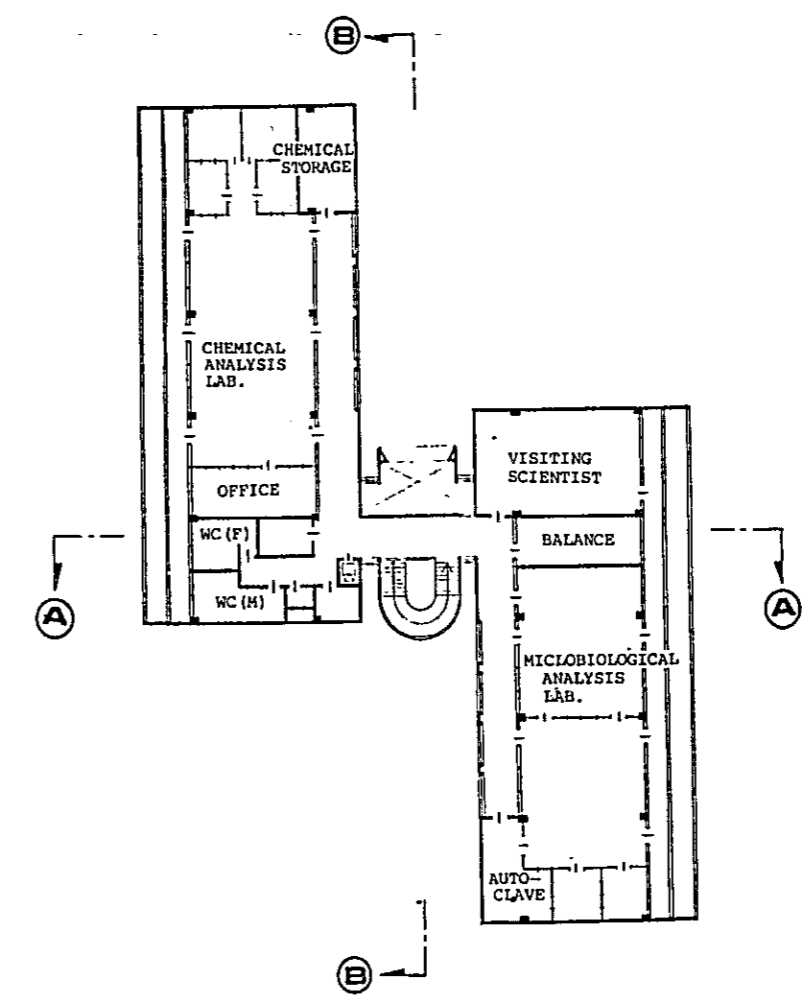 B
CHEMICAL
STORAGE
CHEMICAL
ANALYSIS
LAB.
VISITING
SCIENTIST
OFFICE
WC(F)
BALANCE
A
A
WC(M)
MICLOBIOLOGICAL
ANALYSIS
LAB.
AUTO-
CLAVE
B